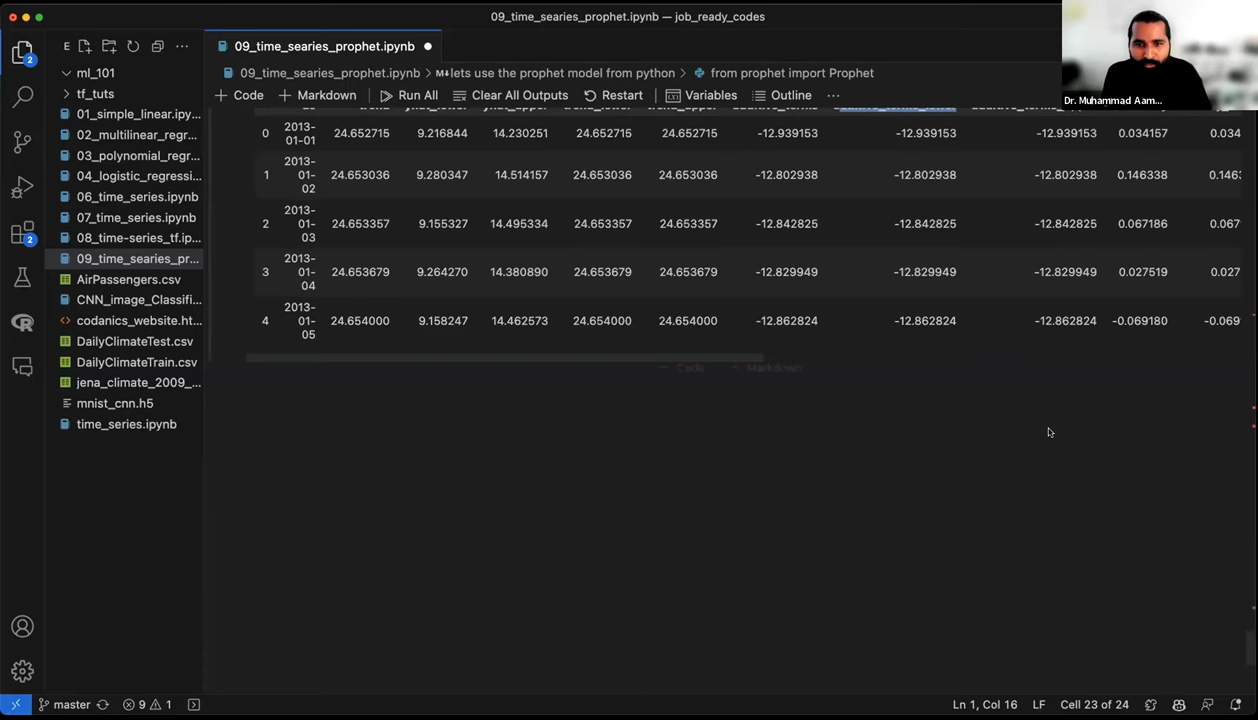 09_time_searies_prophet.ipynb — job_ready_codes
2
E
09_time_searies_prophet.ipynb
ml_101
09_time_searies_prophet.ipynb > M↓lets use the prophet model from python > from prophet import Prophet
tf_tuts
Code
Markdown
Run All
Clear All Outputs
Restart
Variables
Outline
Dr. Muhammad Aam...
01_simple_linear.ipy...
02_multilinear_regr...
03_polynomial_regr...
04_logistic_regressi...
06_time_series.ipynb
07_time_series.ipynb
08_time-series_tf.ip...
2
09_time_searies_pr...
AirPassengers.csv
CNN_image_Classifi...
codanics_website.ht...
DailyClimateTest.csv
DailyClimateTrain.csv
jena_climate_2009_...
mnist_cnn.h5
time_series.ipynb
0 2013-01-01 24.652715 9.216844 14.230251 24.652715 24.652715 -12.939153 -12.939153 -12.939153 0.034157 0.034
1 2013-01-02 24.653036 9.280347 14.514157 24.653036 24.653036 -12.802938 -12.802938 -12.802938 0.146338 0.146
2 2013-01-03 24.653357 9.155327 14.495334 24.653357 24.653357 -12.842825 -12.842825 -12.842825 0.067186 0.067
3 2013-01-04 24.653679 9.264270 14.380890 24.653679 24.653679 -12.829949 -12.829949 -12.829949 0.027519 0.027
4 2013-01-05 24.654000 9.158247 14.462573 24.654000 24.654000 -12.862824 -12.862824 -12.862824 -0.069180 -0.069
Code Markdown
master
9
1
Ln 1, Col 16
LF
Cell 23 of 24